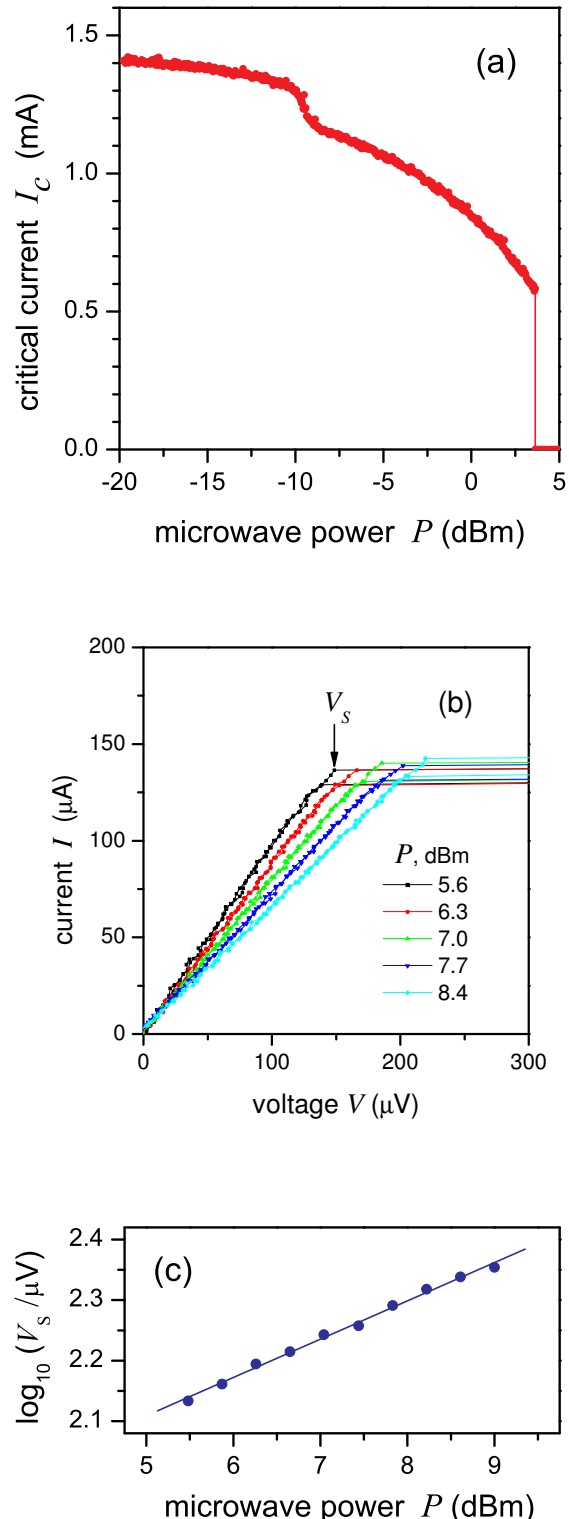 (a)
critical current I_C (mA)
1.5
1.0
0.5
0.0
-20 -15 -10 -5 0 5
microwave power P (dBm)
(b)
V_S
current I (μA)
200
150
100
50
0
P, dBm
5.6
6.3
7.0
7.7
8.4
0 100 200 300
voltage V (μV)
(c)
log10 (V_S /μV)
2.4
2.3
2.2
2.1
5 6 7 8 9
microwave power P (dBm)